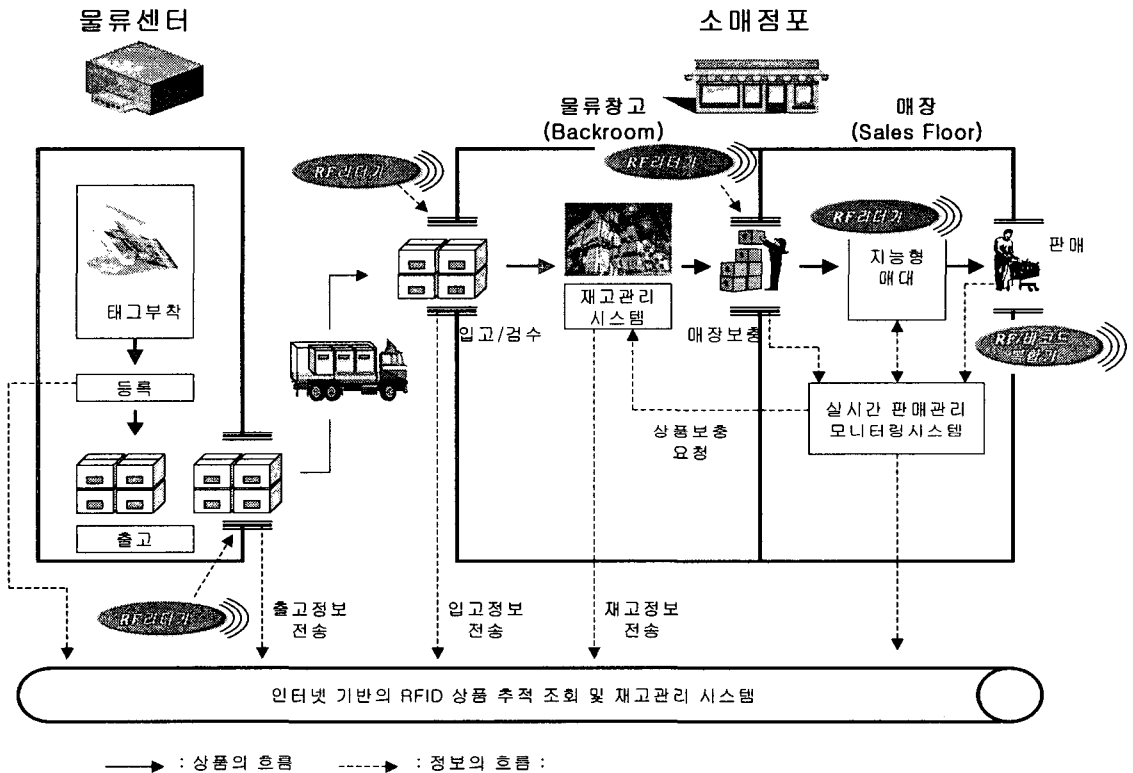 물류센터
소매점포
물류창고
(Backroom)
매장
(Sales Floor)
RF리더기
RF리더기
RF리더기
태그부착
등록
출고
입고/검수
재고관리
시스템
매장보충
지능형
매대
판매
RF/바코드
실시간 판매관리
모니터링시스템
상품보충
요청
RF리더기
출고정보
전송
입고정보
전송
재고정보
전송
인터넷 기반의 RFID 상품 추적 조회 및 재고관리 시스템
: 상품의 흐름
: 정보의 흐름 :